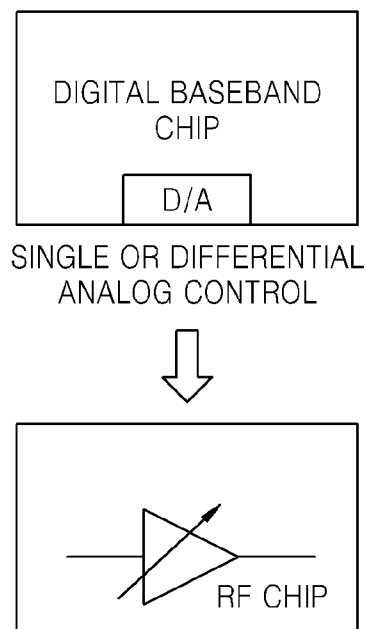 DIGITAL BASEBAND
CHIP
D/A
SINGLE OR DIFFERENTIAL
ANALOG CONTROL
RF CHIP